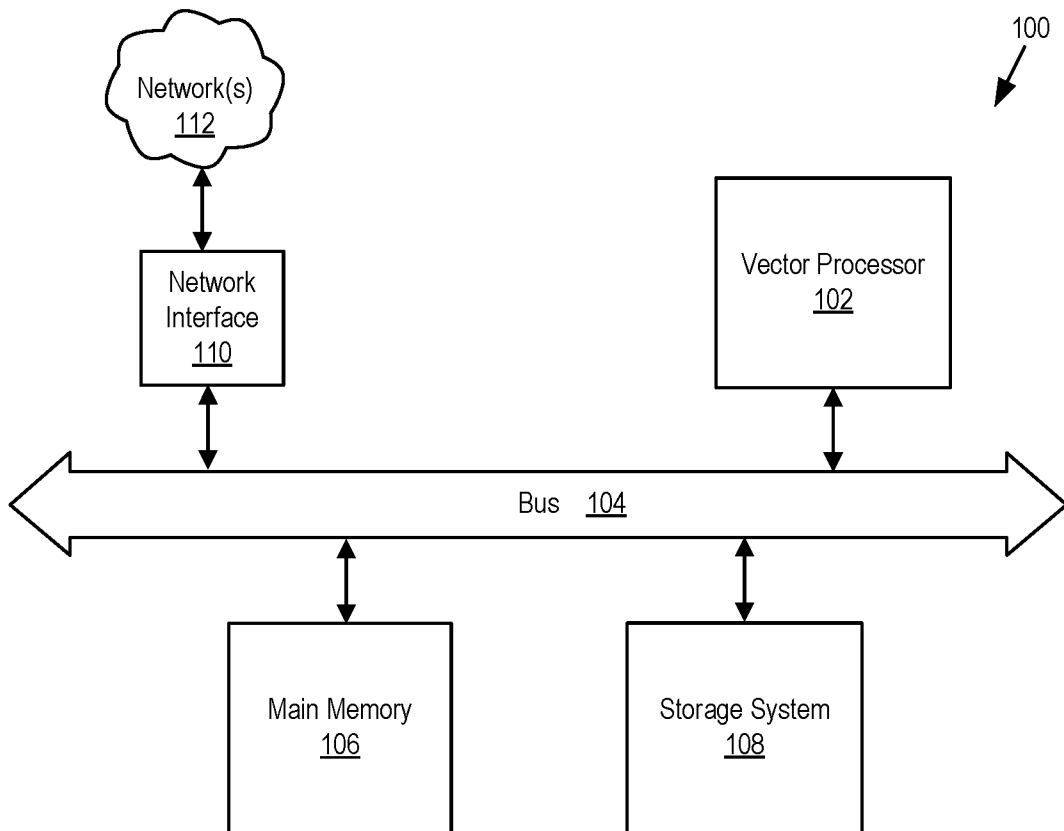 100
Network(s)
112
Vector Processor
102
Network
Interface
110
Bus 104
Main Memory
106
Storage System
108